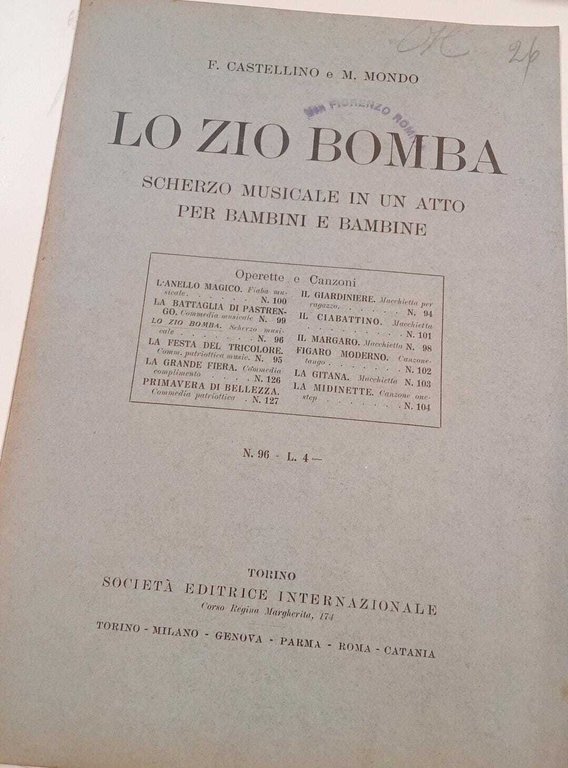 26
F. CASTELLINO e M. MONDO
FIORENZO
LO ZIO BOMBA
SCHERZO MUSICALE IN UN ATTO
PER BAMBINI E BAMBINE
Operette e Canzoni
L'ANELLO MAGICO. Fiaba mu-
sicale. . . . . . . . N. 100
LA BATTAGLIA DI PASTREN-
GO. Commedia musicale N. 99
LO ZIO BOMBA. Scherzo musi-
cale . . . . . . . . N. 96
LA FESTA DEL TRICOLORE.
Comm. patriottica music. N. 95
LA GRANDE FIERA. Commedia
complimento . . . . N. 126
PRIMAVERA DI BELLEZZA.
Commedia patriottica . N. 127
IL GIARDINIERE. Macchietta per
ragazzo. . . . . . . . N. 94
IL CIABATTINO. Macchietta
. . . . . . . . N. 101
IL MARGARO. Macchietta N. 98
FIGARO MODERNO. Canzone-
tango . . . . . . . . N. 102
LA GITANA. Macchietta N. 103
LA MIDINETTE. Canzone one-
step . . . . . . . . N. 104
N. 96 - L. 4 —
TORINO
SOCIETÀ EDITRICE INTERNAZIONALE
Corso Regina Margherita, 174
TORINO - MILANO - GENOVA - PARMA - ROMA - CATANIA